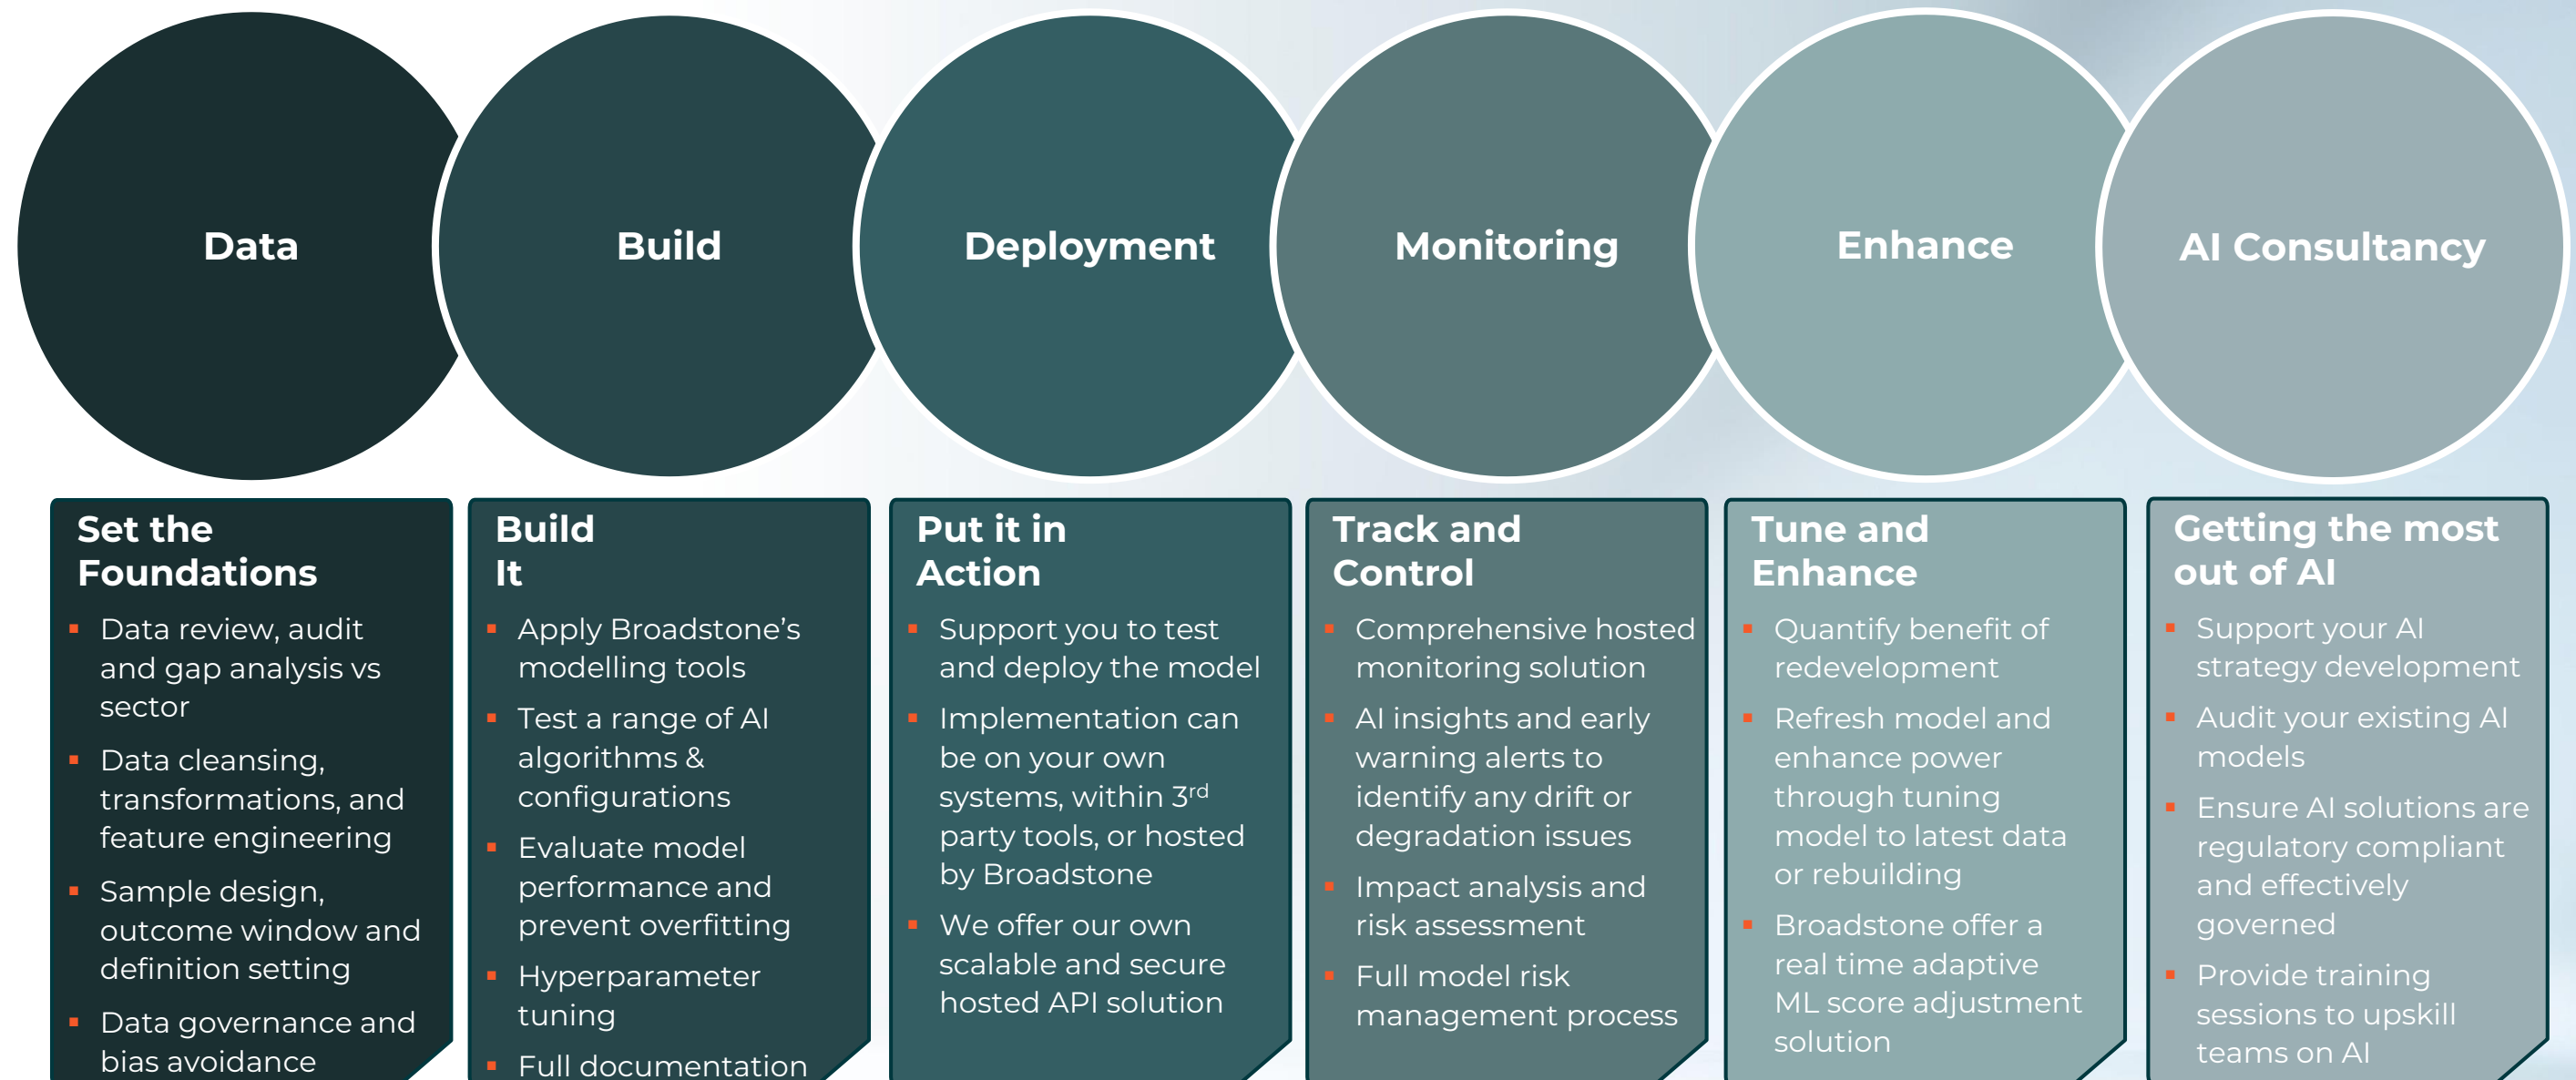 Data
Build
Deployment
Monitoring
Enhance
AI Consultancy
Set the
Foundations
▪ Data review, audit
and gap analysis vs
sector
▪ Data cleansing,
transformations, and
feature engineering
▪ Sample design,
outcome window and
definition setting
▪ Data governance and
bias avoidance
Build
It
▪ Apply Broadstone’s
modelling tools
▪ Test a range of AI
algorithms &
configurations
▪ Evaluate model
performance and
prevent overfitting
▪ Hyperparameter
tuning
▪ Full documentation
Put it in
Action
▪ Support you to test
and deploy the model
▪ Implementation can
be on your own
systems, within 3rd
party tools, or hosted
by Broadstone
▪ We offer our own
scalable and secure
hosted API solution
Track and
Control
▪ Comprehensive hosted
monitoring solution
▪ AI insights and early
warning alerts to
identify any drift or
degradation issues
▪ Impact analysis and
risk assessment
▪ Full model risk
management process
Tune and
Enhance
▪ Quantify benefit of
redevelopment
▪ Refresh model and
enhance power
through tuning
model to latest data
or rebuilding
▪ Broadstone offer a
real time adaptive
ML score adjustment
solution
Getting the most
out of AI
▪ Support your AI
strategy development
▪ Audit your existing AI
models
▪ Ensure AI solutions are
regulatory compliant
and effectively
governed
▪ Provide training
sessions to upskill
teams on AI